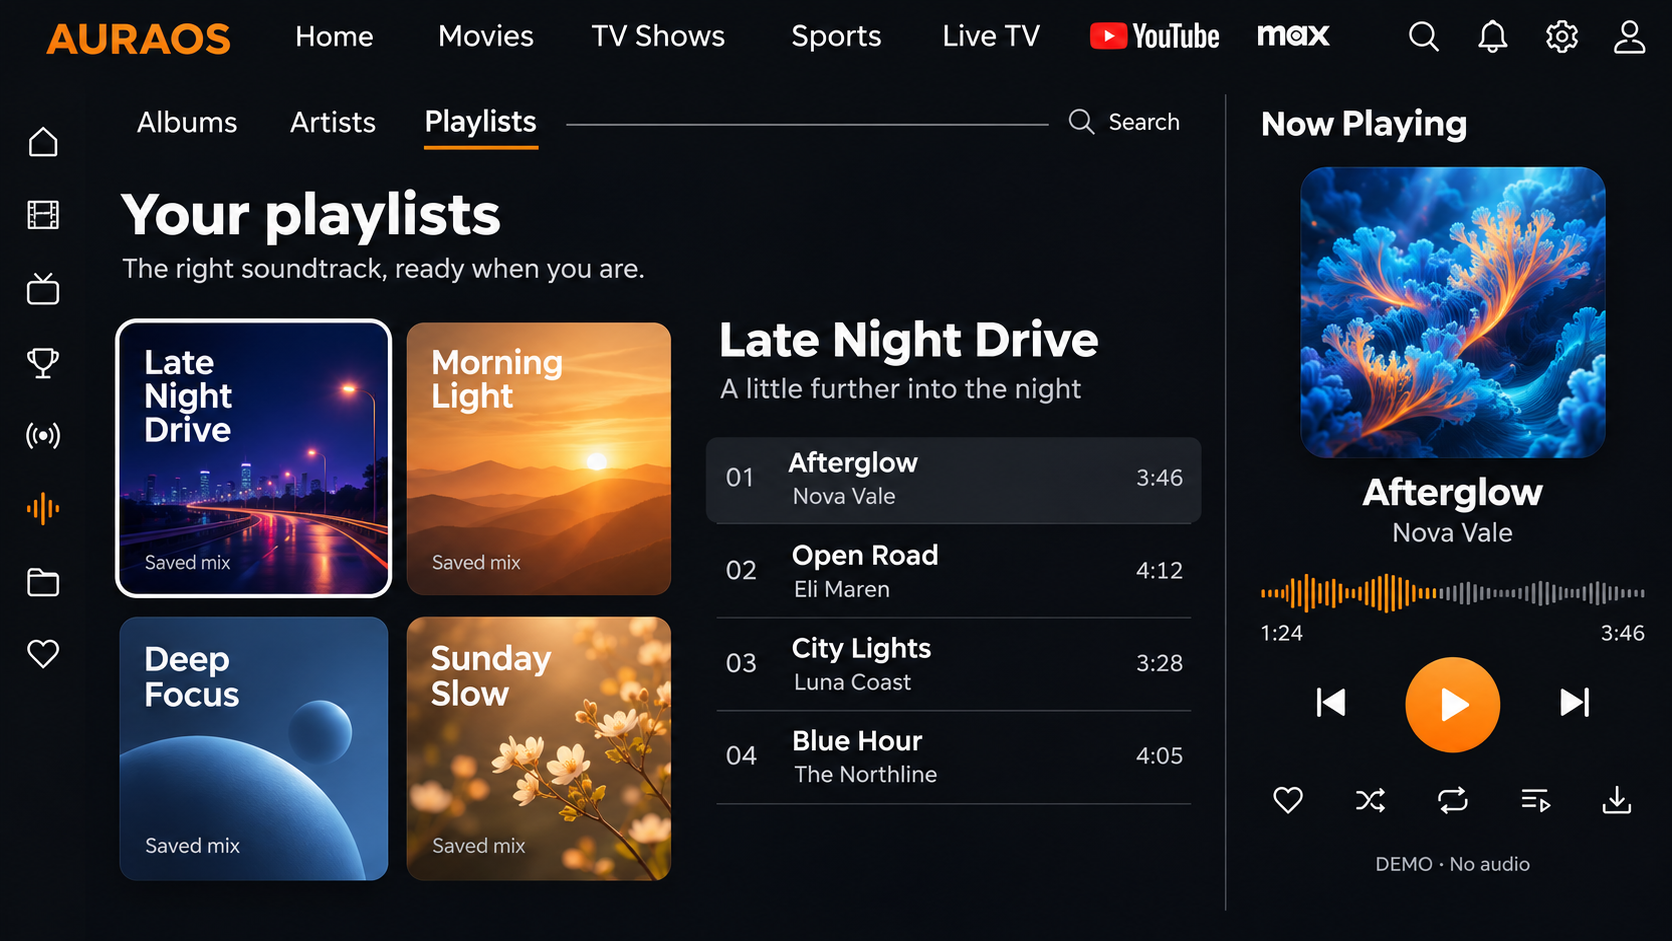 AURAOS
Home
Movies
TV Shows
Sports
Live TV
YouTube
max
Albums
Artists
Playlists
Search
Your playlists
The right soundtrack, ready when you are.
Late
Night
Drive
Saved mix
Morning
Light
Saved mix
Deep
Focus
Saved mix
Sunday
Slow
Saved mix
Late Night Drive
A little further into the night
01
Afterglow
Nova Vale
3:46
02
Open Road
Eli Maren
4:12
03
City Lights
Luna Coast
3:28
04
Blue Hour
The Northline
4:05
Now Playing
Afterglow
Nova Vale
1:24
3:46
DEMO • No audio